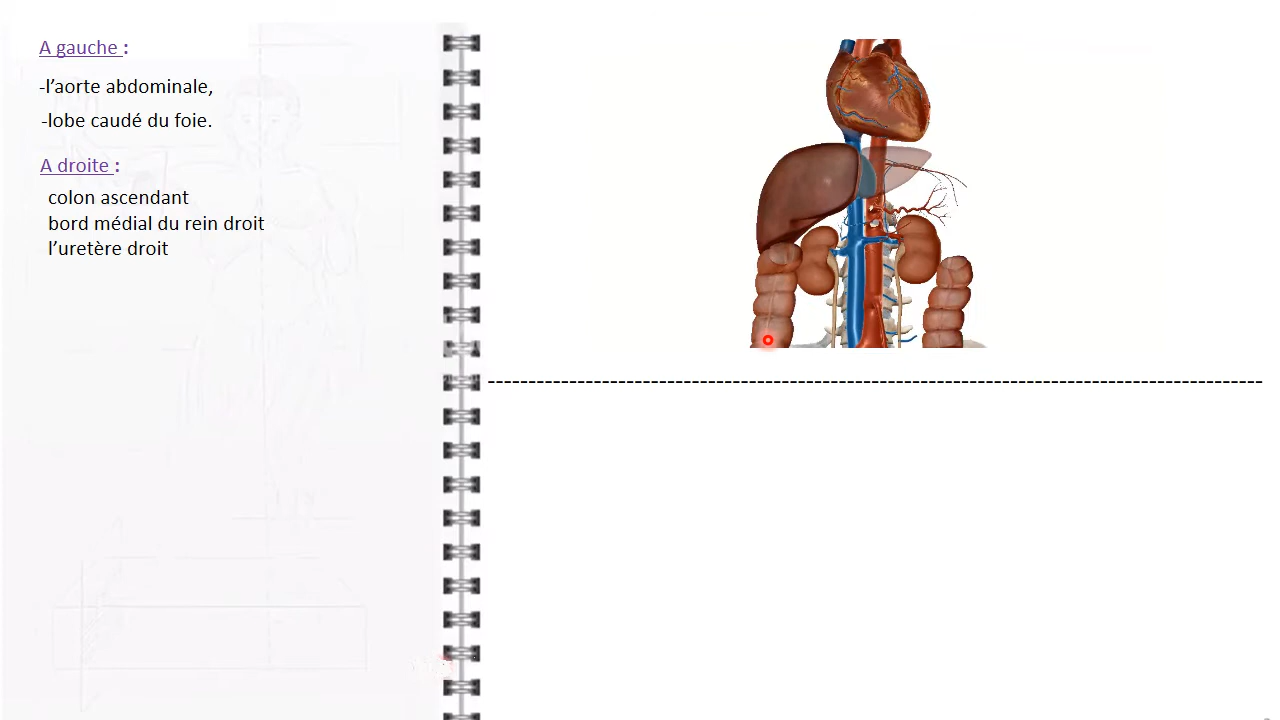 A gauche :
-l’aorte abdominale,
-lobe caudé du foie.
A droite :
colon ascendant
bord médial du rein droit
l’uretère droit